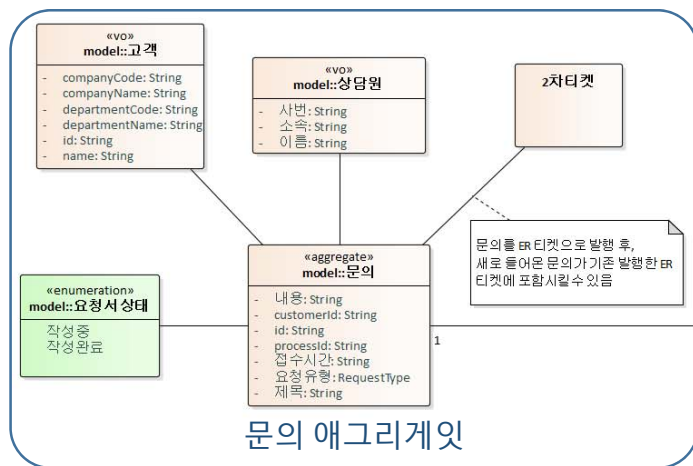 «vo»
model::고객
- companyCode: String
- companyName: String
- departmentCode: String
- departmentName: String
- id: String
- name: String
«vo»
model::상담원
- 사번: String
- 소속: String
- 이름: String
2차티켓
문의를 ER 티켓으로 발행 후,
새로 들어온 문의가 기존 발행한 ER
티켓에 포함시킬수 있음
«enumeration»
model::요청서상태
작성중
작성완료
«aggregate»
model::문의
- 내용: String
- customerId: String
- id: String
- processId: String
- 접수시간: String
- 요청유형: RequestType
- 제목: String
1
문의 애그리게잇